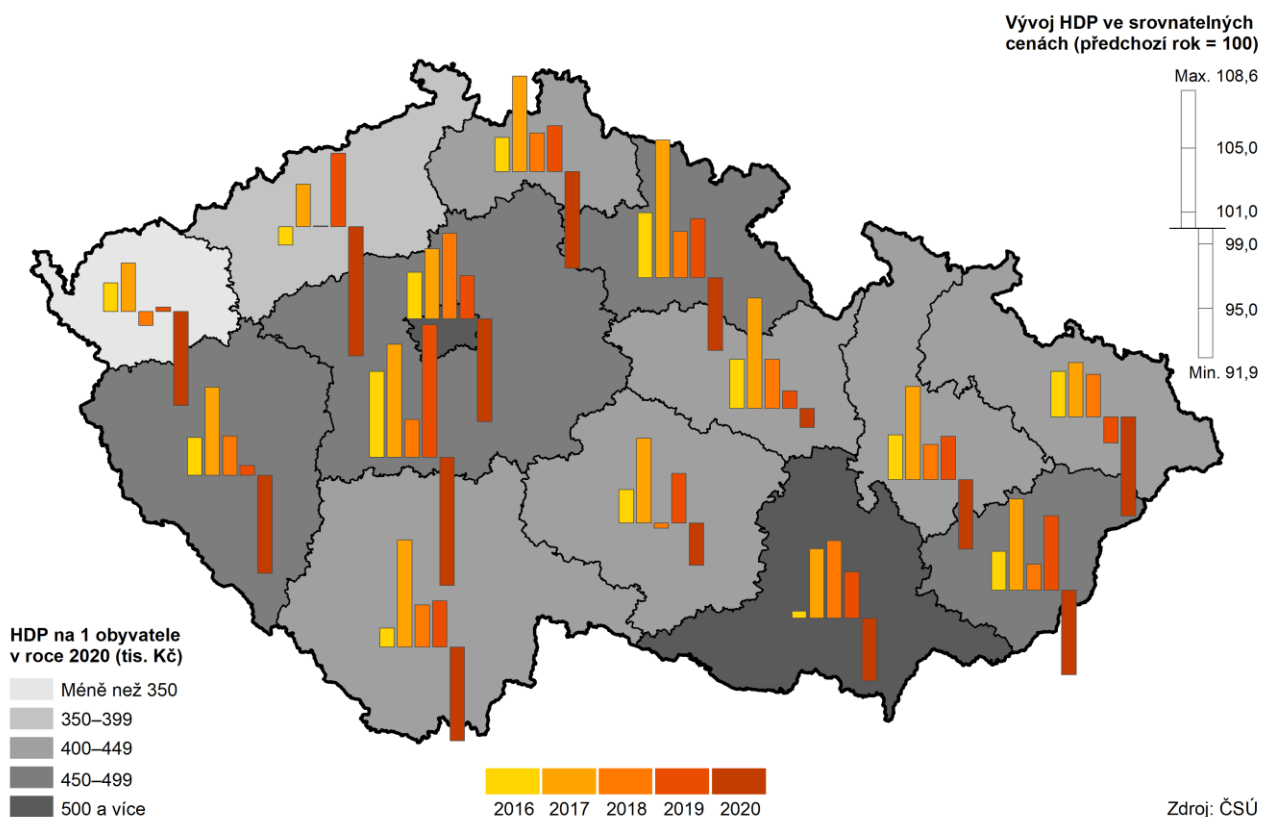 Vývoj HDP ve srovnatelných
cenách (předchozí rok = 100)
Max. 108,6
105,0
101,0
99,0
95,0
Min. 91,9
HDP na 1 obyvatele
v roce 2020 (tis. Kč)
Méně než 350
350–399
400–449
450–499
500 a více
2016 2017 2018 2019 2020
Zdroj: ČSÚ